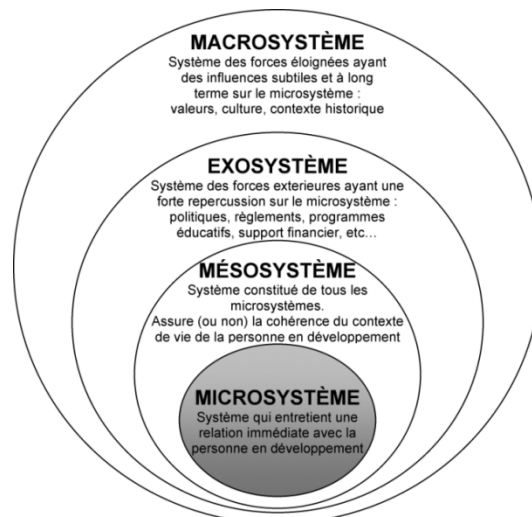 MACROSYSTÈME
Système des forces éloignées ayant
des influences subtiles et à long
terme sur le microsystème :
valeurs, culture, contexte historique
EXOSYSTÈME
Système des forces exterieures ayant une
forte repercussion sur le microsystème :
politiques, règlements, programmes
éducatifs, support financier, etc…
MÉSOSYSTÈME
Système constitué de tous les
microsystèmes.
Assure (ou non) la cohérence du contexte
de vie de la personne en développement
MICROSYSTÈME
Système qui entretient une
relation immédiate avec la
personne en développement